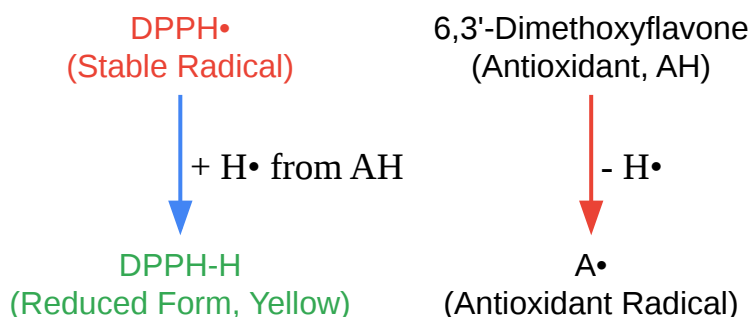 DPPH•
(Stable Radical)
+ H• from AH
DPPH-H
(Reduced Form, Yellow)
6,3'-Dimethoxyflavone
(Antioxidant, AH)
- H•
A•
(Antioxidant Radical)